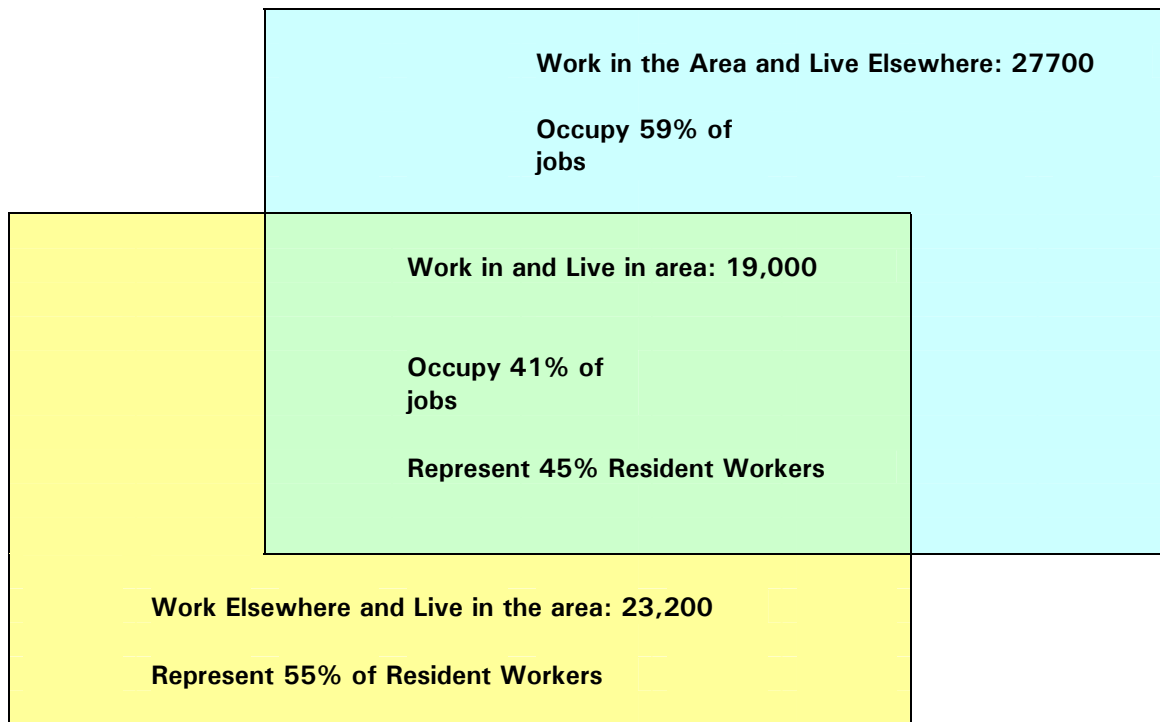 Work in the Area and Live Elsewhere: 27700
Occupy 59% of
jobs
Work in and Live in area: 19,000
Occupy 41% of
jobs
Represent 45% Resident Workers
Work Elsewhere and Live in the area: 23,200
Represent 55% of Resident Workers